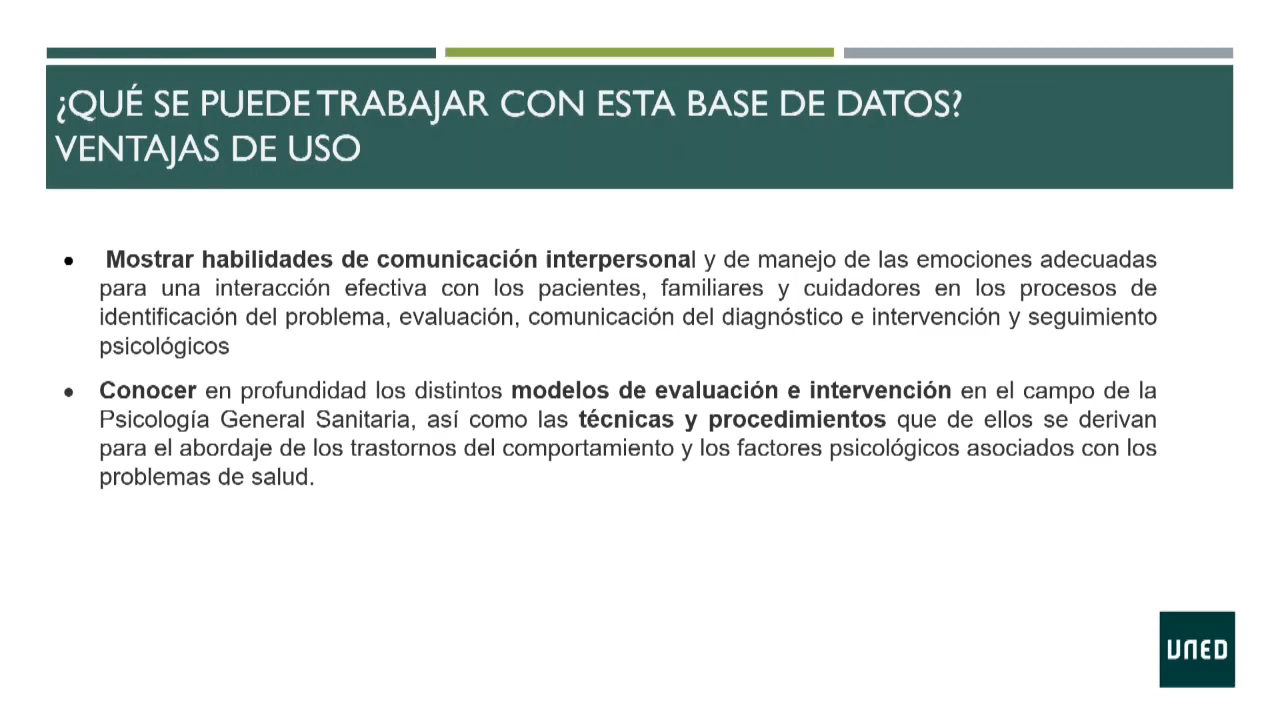 ¿QUÉ SE PUEDE TRABAJAR CON ESTA BASE DE DATOS?
VENTAJAS DE USO
• Mostrar habilidades de comunicación interpersonal y de manejo de las emociones adecuadas
para una interacción efectiva con los pacientes, familiares y cuidadores en los procesos de
identificación del problema, evaluación, comunicación del diagnóstico e intervención y seguimiento
psicológicos
• Conocer en profundidad los distintos modelos de evaluación e intervención en el campo de la
Psicología General Sanitaria, así como las técnicas y procedimientos que de ellos se derivan
para el abordaje de los trastornos del comportamiento y los factores psicológicos asociados con los
problemas de salud.
UNED